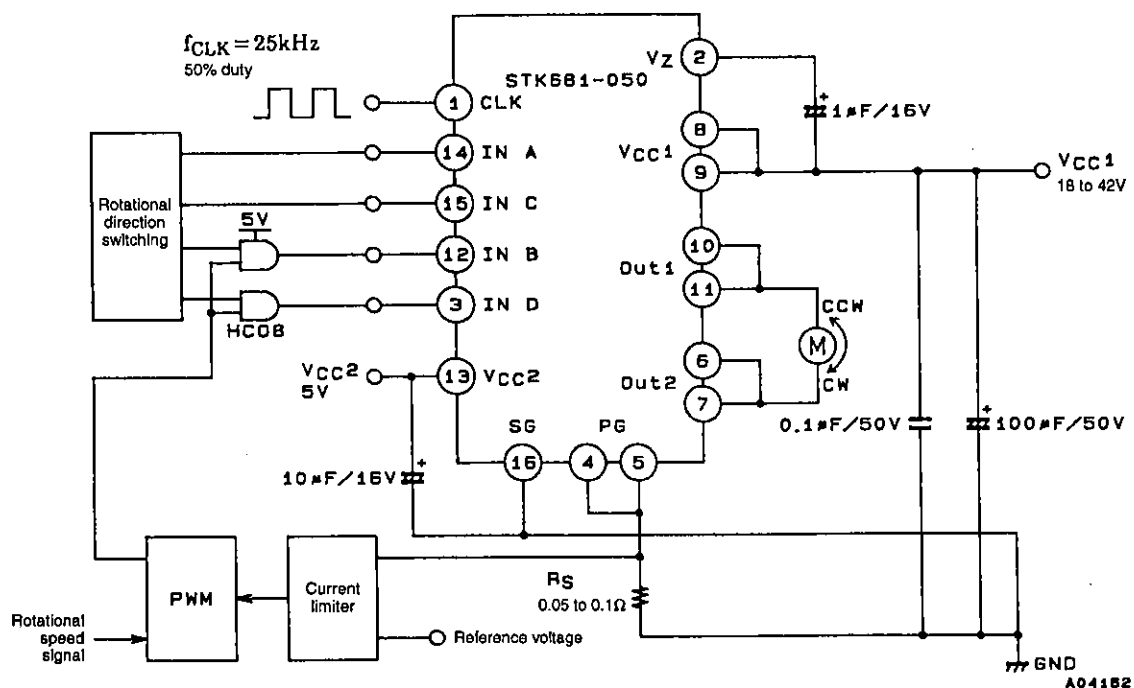 fCLK = 25kHz
50% duty
STK681-050
VZ
2
1
CLK
1µF/16V
8
VCC1
9
VCC1
18 to 42V
14
IN A
15
IN C
Rotational
direction
switching
5V
12
IN B
3
IN D
HC08
10
Out1
11
CCW
M
CW
6
Out2
7
VCC2
5V
13
VCC2
SG
PG
16
4
5
0.1µF/50V
100µF/50V
10µF/16V
PWM
Current
limiter
RS
0.05 to 0.1Ω
Rotational
speed
signal
Reference voltage
GND
A04162